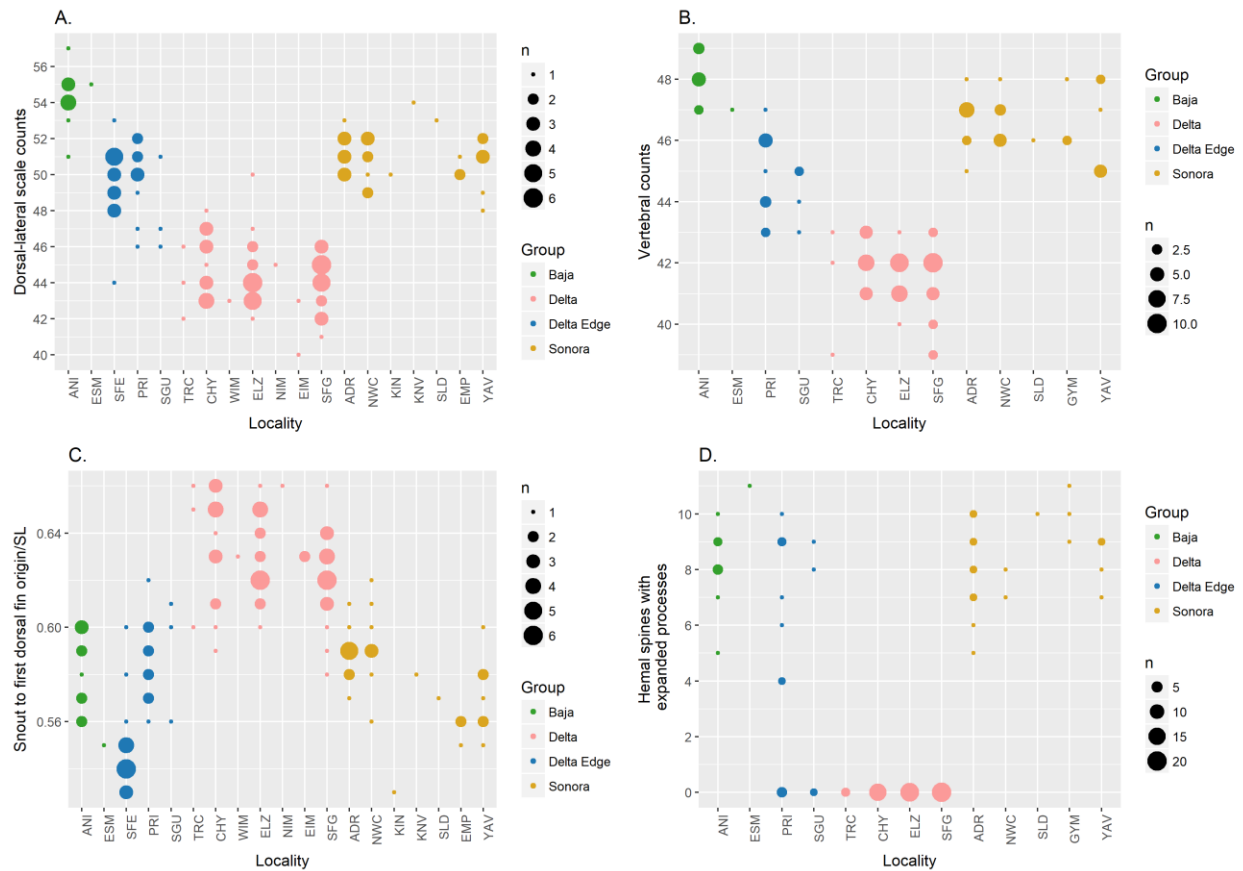 A.
Dorsal-lateral scale counts
56
54
52
50
48
46
44
42
40
ANI ESM SFE PRI SGU TRC CHY WIM ELZ NIM EIM SFG ADR NWC KIN KNV SLD EMP YAV
Locality
n
1
2
3
4
5
6
Group
Baja
Delta
Delta Edge
Sonora
B.
Vertebral counts
48
46
44
42
40
ANI ESM PRI SGU TRC CHY ELZ SFG ADR NWC SLD GYM YAV
Locality
Group
Baja
Delta
Delta Edge
Sonora
n
2.5
5.0
7.5
10.0
C.
Snout to first dorsal fin origin/SL
0.64
0.60
0.56
ANI ESM SFE PRI SGU TRC CHY WIM ELZ NIM EIM SFG ADR NWC KIN KNV SLD EMP YAV
Locality
n
1
2
3
4
5
6
Group
Baja
Delta
Delta Edge
Sonora
D.
Hemal spines with
expanded processes
10
8
6
4
2
0
ANI ESM PRI SGU TRC CHY ELZ SFG ADR NWC SLD GYM YAV
Locality
Group
Baja
Delta
Delta Edge
Sonora
n
5
10
15
20